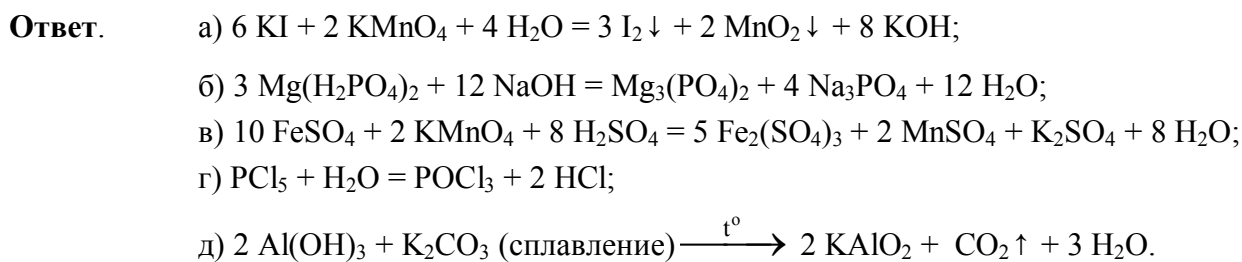 Ответ. а) 6 KI + 2 KMnO₄ + 4 H₂O = 3 I₂↓ + 2 MnO₂↓ + 8 KOH;
б) 3 Mg(H₂PO₄)₂ + 12 NaOH = Mg₃(PO₄)₂ + 4 Na₃PO₄ + 12 H₂O;
в) 10 FeSO₄ + 2 KMnO₄ + 8 H₂SO₄ = 5 Fe₂(SO₄)₃ + 2 MnSO₄ + K₂SO₄ + 8 H₂O;
г) PCl₅ + H₂O = POCl₃ + 2 HCl;
д) 2 Al(OH)₃ + K₂CO₃ (сплавление) —tº→ 2 KAlO₂ + CO₂↑ + 3 H₂O.